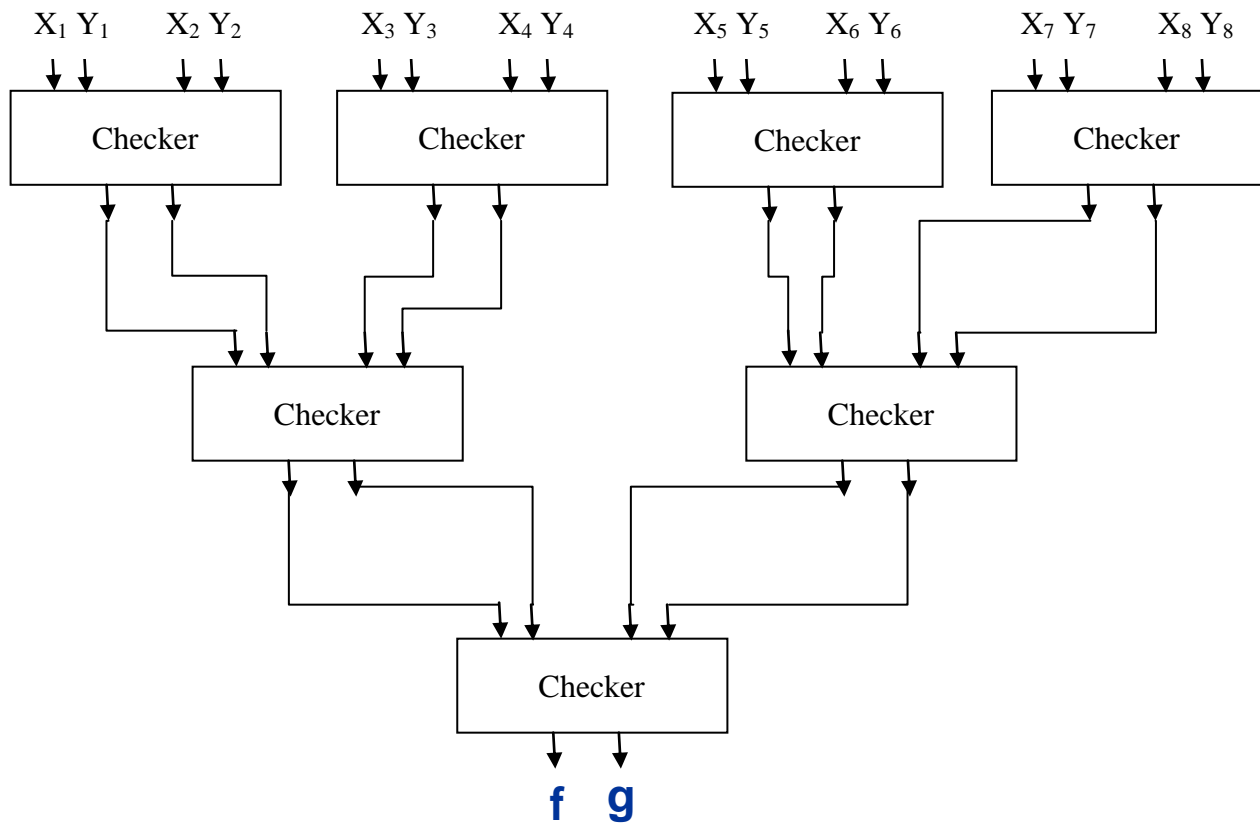 X₁ Y₁ X₂ Y₂ X₃ Y₃ X₄ Y₄ X₅ Y₅ X₆ Y₆ X₇ Y₇ X₈ Y₈
Checker Checker Checker Checker
Checker Checker
Checker
f g